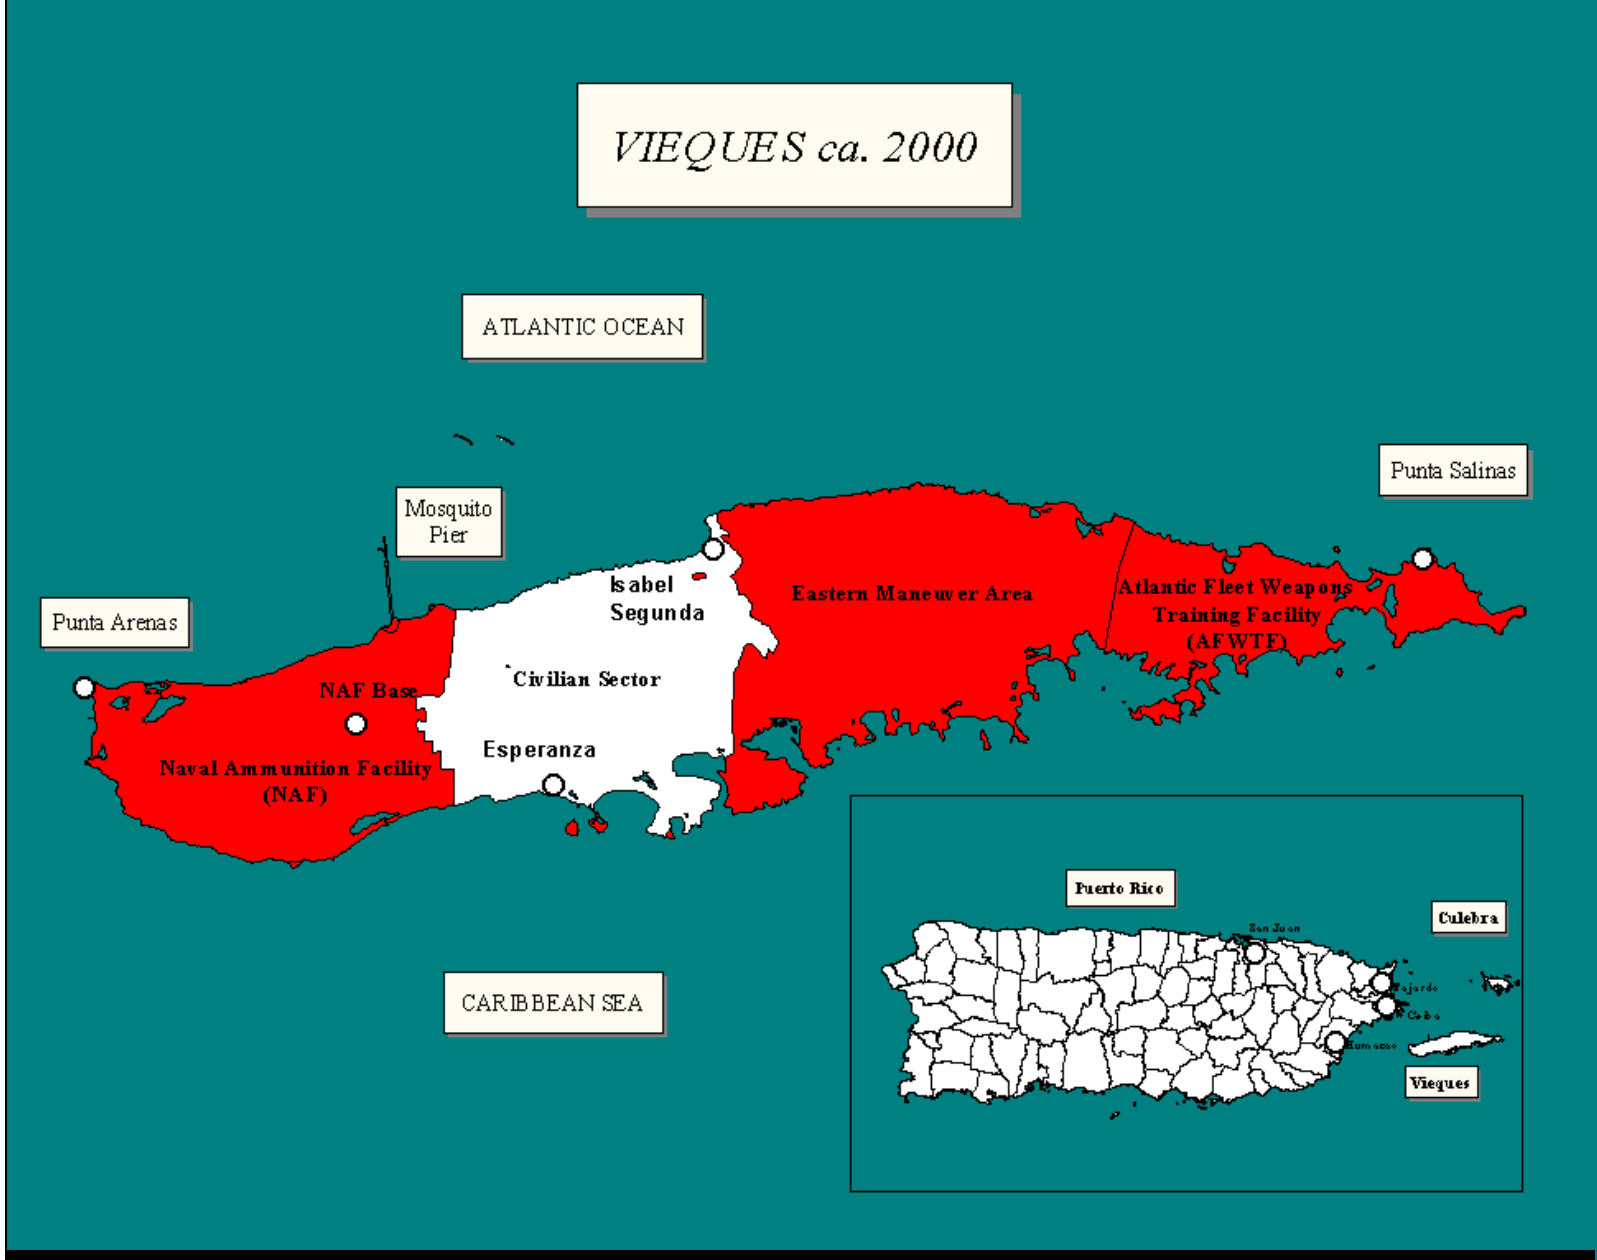 VIEQUES ca. 2000
ATLANTIC OCEAN
Punta Salinas
Mosquito
Pier
Punta Arenas
Isabel
Segunda
Eastern Maneuver Area
Atlantic Fleet Weapons
Training Facility
(AFWTF)
Civilian Sector
NAF Base
Esperanza
Naval Ammunition Facility
(NAF)
Puerto Rico
Culebra
San Juan
Fajardo
Ceiba
Humacao
CARIBBEAN SEA
Vieques